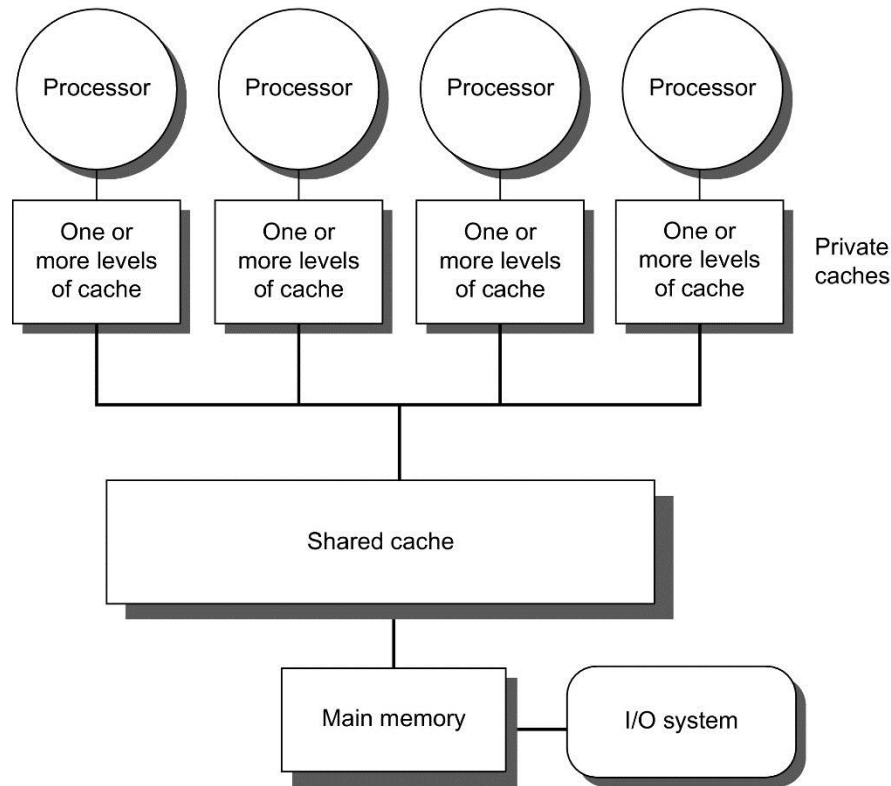 Processor
Processor
Processor
Processor
One or
more levels
of cache
One or
more levels
of cache
One or
more levels
of cache
One or
more levels
of cache
Private
caches
Shared cache
Main memory
I/O system